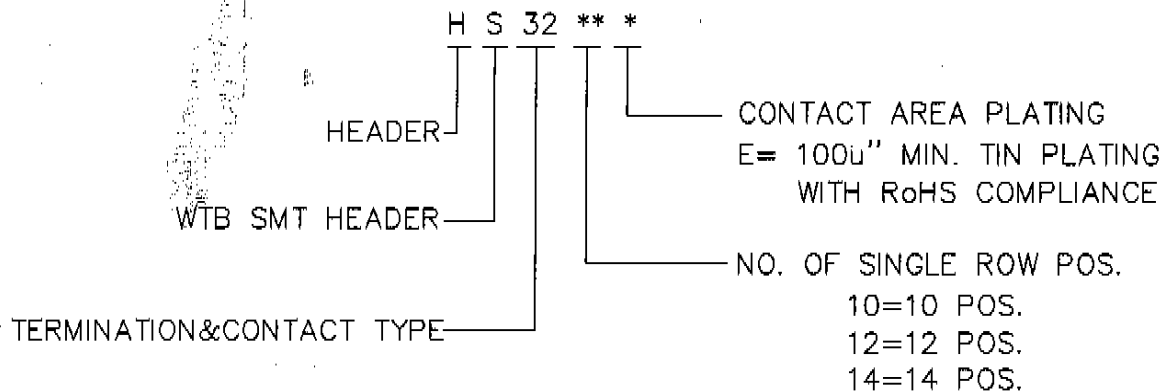 H S 32 ** *
HEADER
WTB SMT HEADER
TERMINATION&CONTACT TYPE
CONTACT AREA PLATING
E= 100u" MIN. TIN PLATING
WITH RoHS COMPLIANCE
NO. OF SINGLE ROW POS.
10=10 POS.
12=12 POS.
14=14 POS.